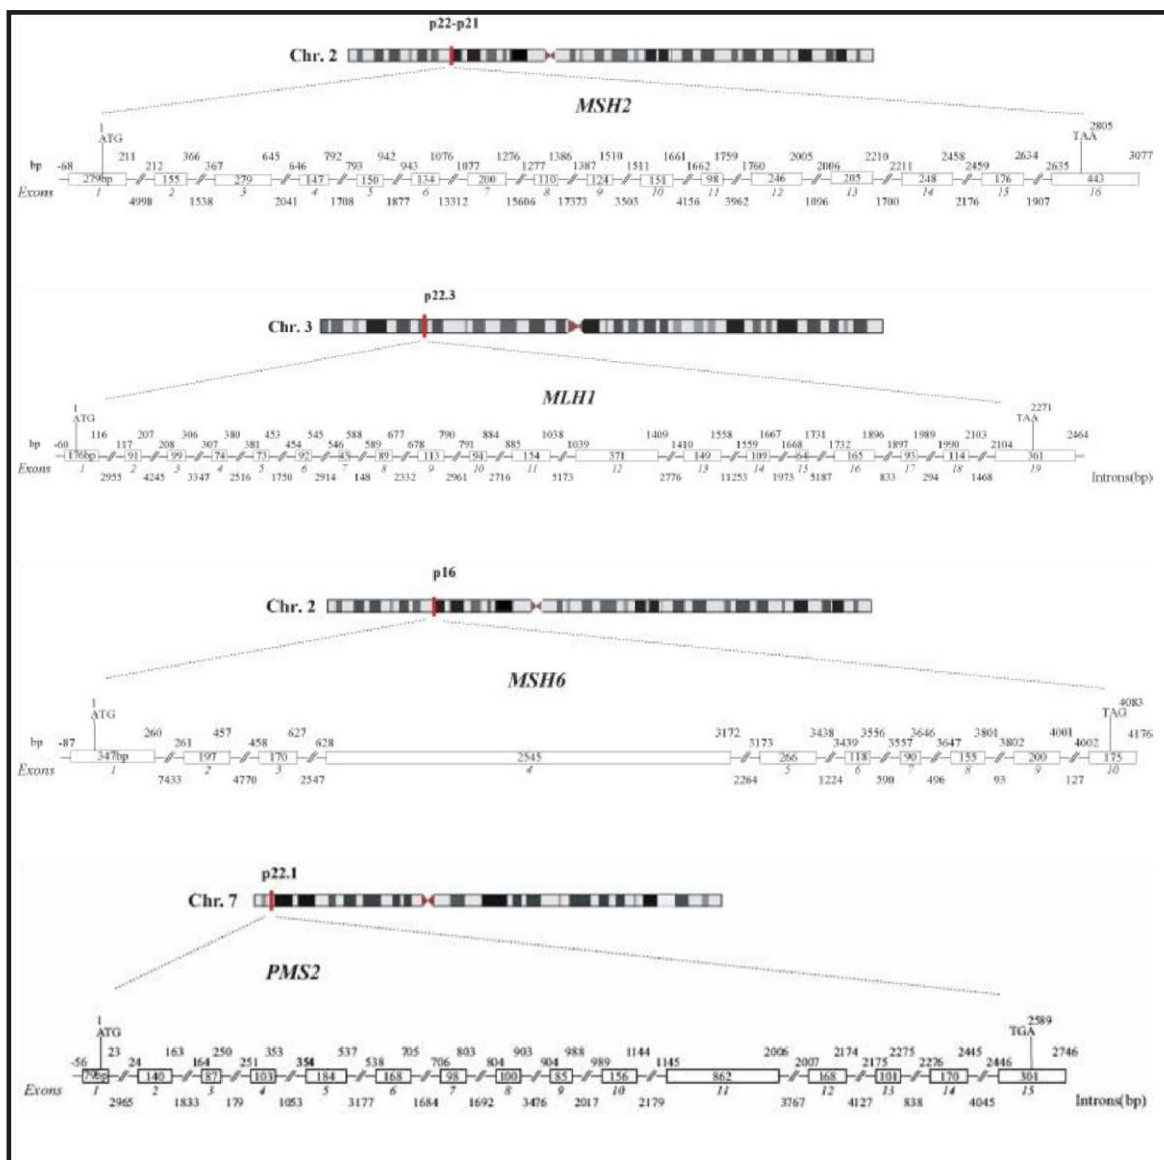 p22-p21
Chr. 2
MSH2
1 2805
ATG TAA
211 366 645 792 942 1076 1276 1386 1510 1661 1759 2005 2210 2458 2634 3077
bp -68 212 367 646 793 943 1077 1277 1387 1511 1662 1760 2006 2211 2459 2635
279bp 155 279 147 150 134 200 110 124 151 98 246 205 248 176 443
Exons 1 2 3 4 5 6 7 8 9 10 11 12 13 14 15 16
4998 1538 2041 1708 1877 13312 15606 17373 3505 4156 3962 1096 1700 2176 1907
p22.3
Chr. 3
MLH1
1 2271
ATG TAA
116 207 306 380 453 545 588 677 790 884 1038 1409 1558 1667 1731 1896 1989 2103 2464
bp -60 117 208 307 381 454 546 589 678 791 885 1039 1410 1559 1668 1732 1897 1990 2104
176bp 91 99 74 73 92 43 89 113 94 154 371 149 109 64 165 93 114 361
Exons 1 2 3 4 5 6 7 8 9 10 11 12 13 14 15 16 17 18 19
2955 4245 3347 2516 1750 2914 148 2332 2961 2716 5173 2776 11253 1973 5187 833 294 1468 Introns(bp)
p16
Chr. 2
MSH6
1 4083
ATG TAG
260 457 627 3172 3438 3556 3646 3801 4001 4176
bp -87 261 458 628 3173 3439 3557 3647 3802 4002
347bp 197 170 2545 266 118 90 155 200 175
Exons 1 2 3 4 5 6 7 8 9 10
7433 4770 2547 2264 1224 390 496 93 127
p22.1
Chr. 7
PMS2
1 2589
ATG TGA
23 163 250 353 537 705 803 903 988 1144 2006 2174 2275 2445 2746
-56 24 164 251 354 538 706 804 904 989 1145 2007 2175 2276 2446
79bp 140 87 103 184 168 98 100 85 156 862 168 101 170 301
Exons 1 2 3 4 5 6 7 8 9 10 11 12 13 14 15
2965 1833 179 1053 3177 1684 1692 3476 2017 2179 3767 4127 838 4045 Introns(bp)